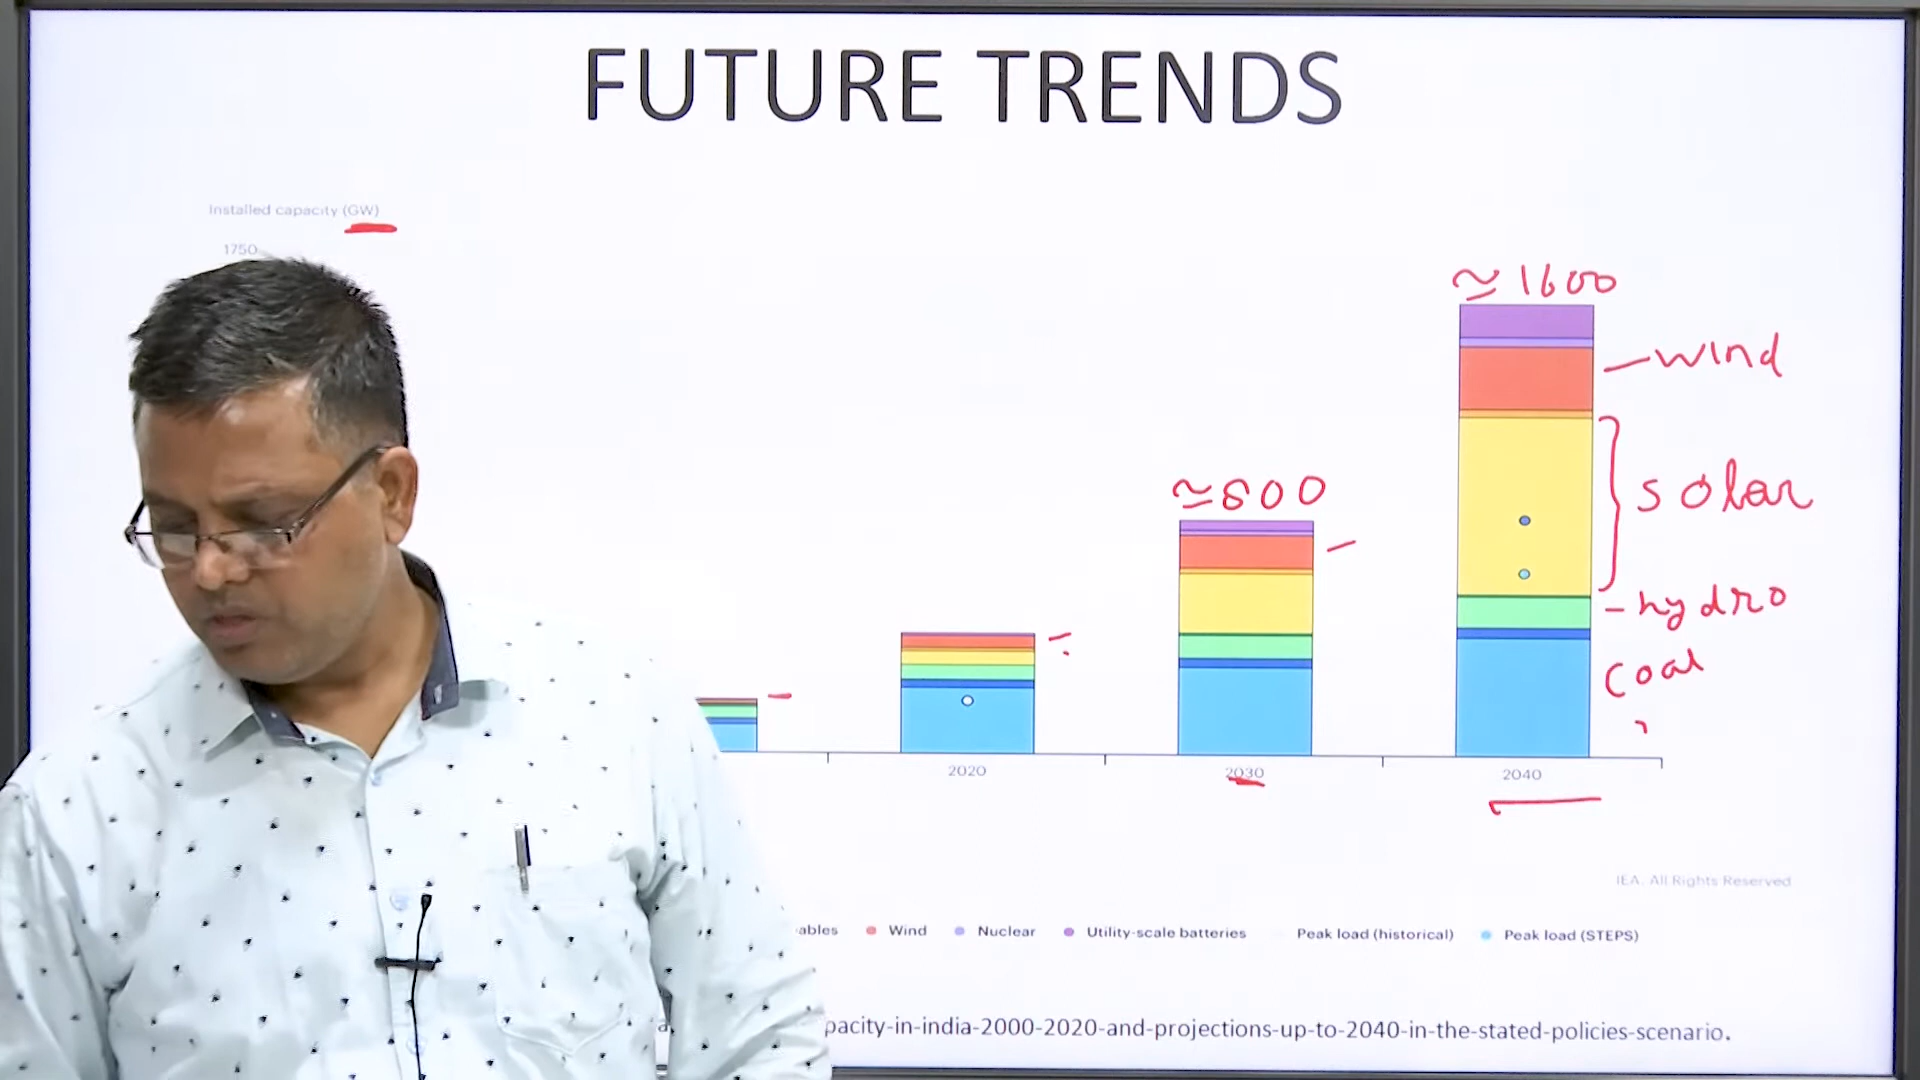 FUTURE TRENDS
Installed capacity (GW)
1750
≃ 1600
wind
≃ 800
solar
hydro
coal
2020
2030
2040
IEA. All Rights Reserved
ables Wind Nuclear Utility-scale batteries Peak load (historical) Peak load (STEPS)
pacity-in-india-2000-2020-and-projections-up-to-2040-in-the-stated-policies-scenario.